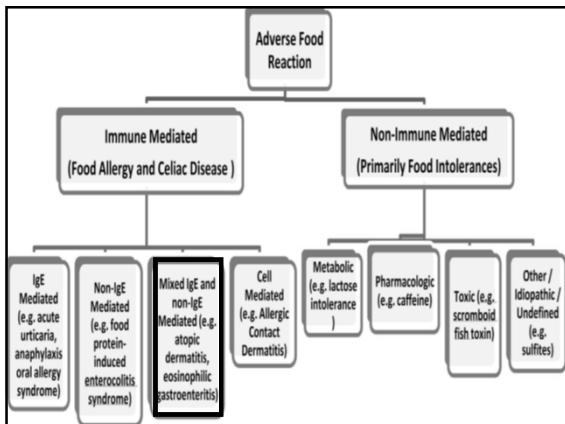 Adverse Food
Reaction
Immune Mediated
(Food Allergy and Celiac Disease )
Non-Immune Mediated
(Primarily Food Intolerances)
IgE
Mediated
(e.g. acute
urticaria,
anaphylaxis
oral allergy
syndrome)
Non-IgE
Mediated
(e.g. food
protein-
induced
enterocolitis
syndrome)
Mixed IgE and
non-IgE
Mediated (e.g.
atopic
dermatitis,
eosinophilic
gastroenteritis)
Cell
Mediated
(e.g. Allergic
Contact
Dermatitis)
Metabolic
(e.g. lactose
intolerance
)
Pharmacologic
(e.g. caffeine)
Toxic (e.g.
scromboid
fish toxin)
Other /
Idiopathic /
Undefined
(e.g.
sulfites)